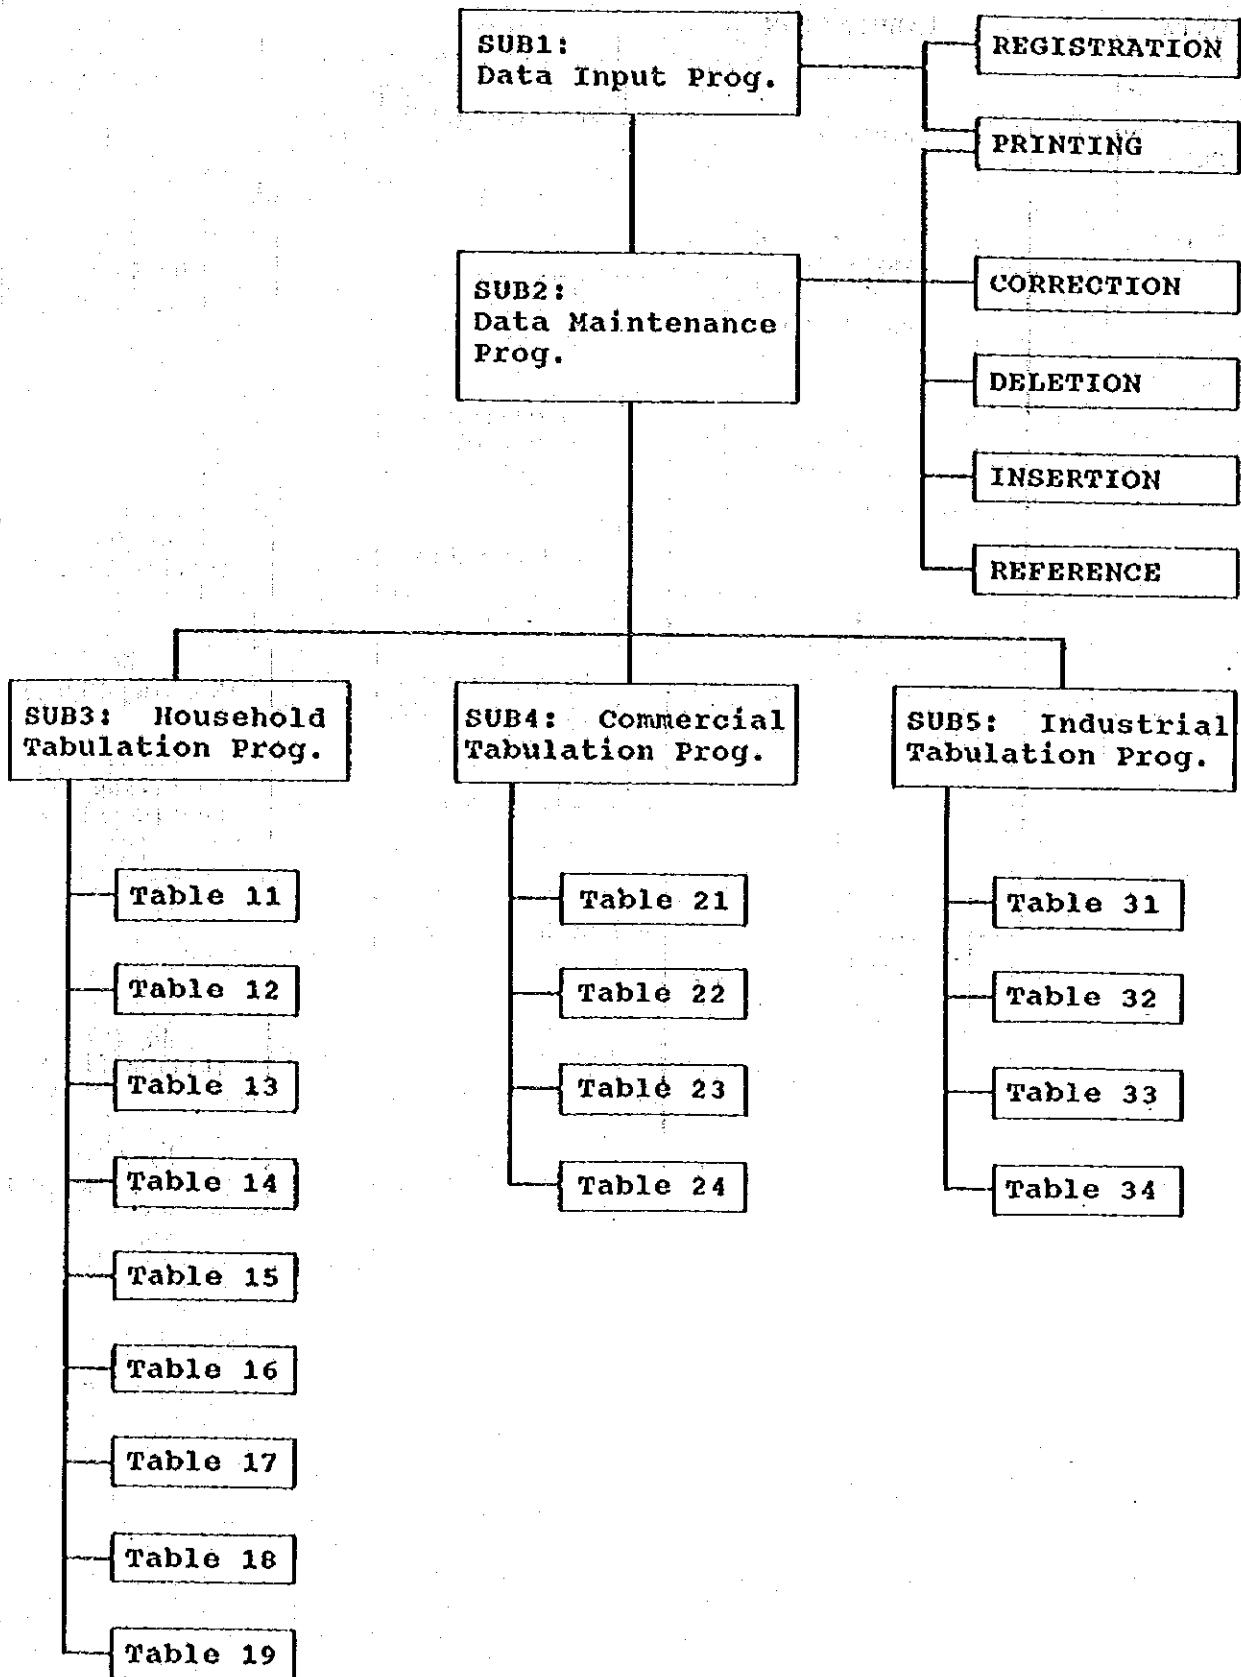 SUB1:
Data Input Prog.
REGISTRATION
PRINTING
SUB2:
Data Maintenance
Prog.
CORRECTION
DELETION
INSERTION
REFERENCE
SUB3: Household
Tabulation Prog.
SUB4: Commercial
Tabulation Prog.
SUB5: Industrial
Tabulation Prog.
Table 11
Table 12
Table 13
Table 14
Table 15
Table 16
Table 17
Table 18
Table 19
Table 21
Table 22
Table 23
Table 24
Table 31
Table 32
Table 33
Table 34